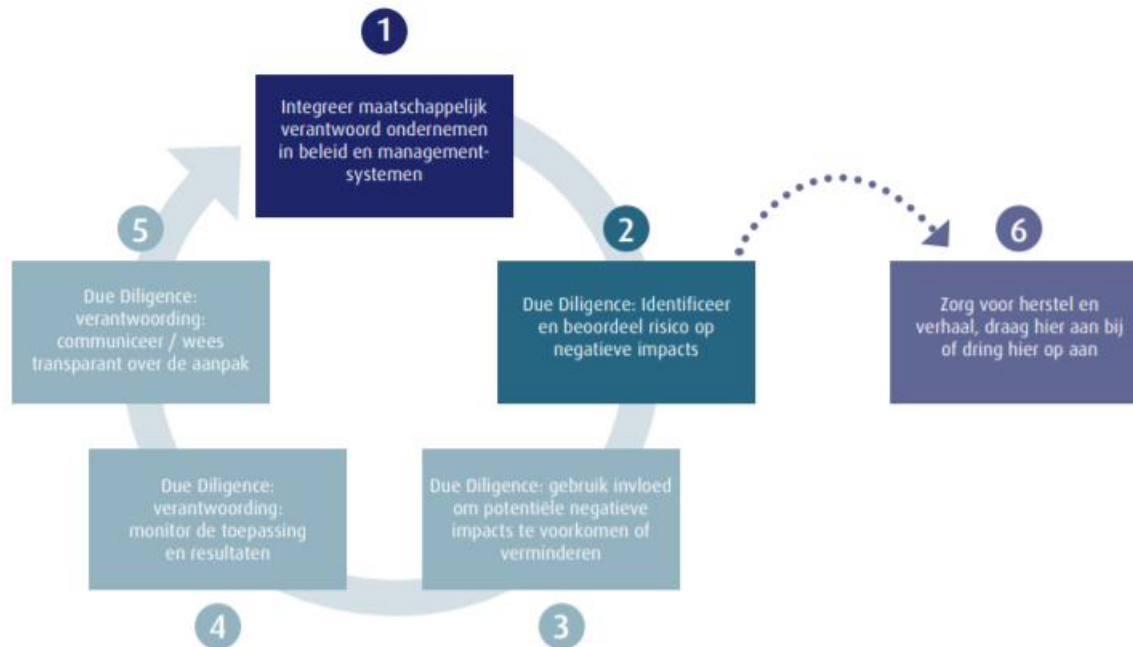 1
Integreer maatschappelijk
verantwoord ondernemen
in beleid en management-
systemen
2
Due Diligence: Identificeer
en beoordeel risico op
negatieve impacts
3
Due Diligence: gebruik invloed
om potentiële negatieve
impacts te voorkomen of
verminderen
4
Due Diligence:
verantwoording:
monitor de toepassing
en resultaten
5
Due Diligence:
verantwoording:
communiceer / wees
transparant over de aanpak
6
Zorg voor herstel en
verhaal, draag hier aan bij
of dring hier op aan